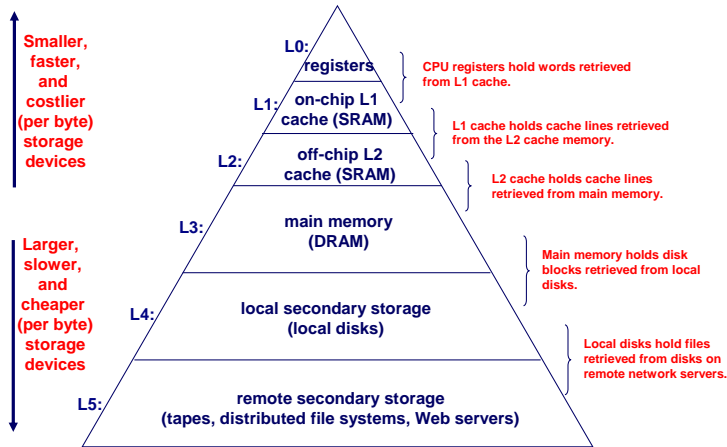 Smaller,
faster,
and
costlier
(per byte)
storage
devices
Larger,
slower,
and
cheaper
(per byte)
storage
devices
L0:
registers
CPU registers hold words retrieved
from L1 cache.
L1:
on-chip L1
cache (SRAM)
L1 cache holds cache lines retrieved
from the L2 cache memory.
L2:
off-chip L2
cache (SRAM)
L2 cache holds cache lines
retrieved from main memory.
L3:
main memory
(DRAM)
Main memory holds disk
blocks retrieved from local
disks.
L4:
local secondary storage
(local disks)
Local disks hold files
retrieved from disks on
remote network servers.
L5:
remote secondary storage
(tapes, distributed file systems, Web servers)